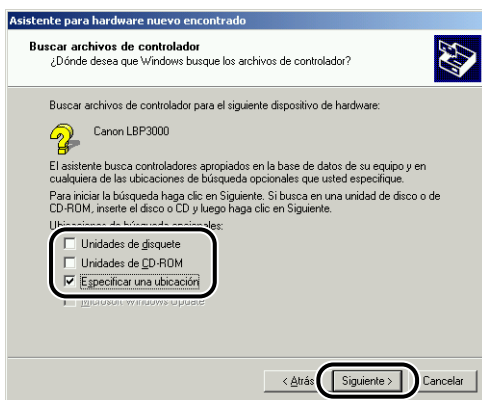 Asistente para hardware nuevo encontrado
Buscar archivos de controlador
¿Dónde desea que Windows busque los archivos de controlador?
Buscar archivos de controlador para el siguiente dispositivo de hardware:
Canon LBP3000
El asistente busca controladores apropiados en la base de datos de su equipo y en
cualquiera de las ubicaciones de búsqueda opcionales que usted especifique.
Para iniciar la búsqueda haga clic en Siguiente. Si busca en una unidad de disco o de
CD-ROM, inserte el disco o CD y luego haga clic en Siguiente.
Ubicaciones de búsqueda opcionales:
Unidades de disquete
Unidades de CD-ROM
Especificar una ubicación
Microsoft Windows Update
< Atrás
Siguiente >
Cancelar